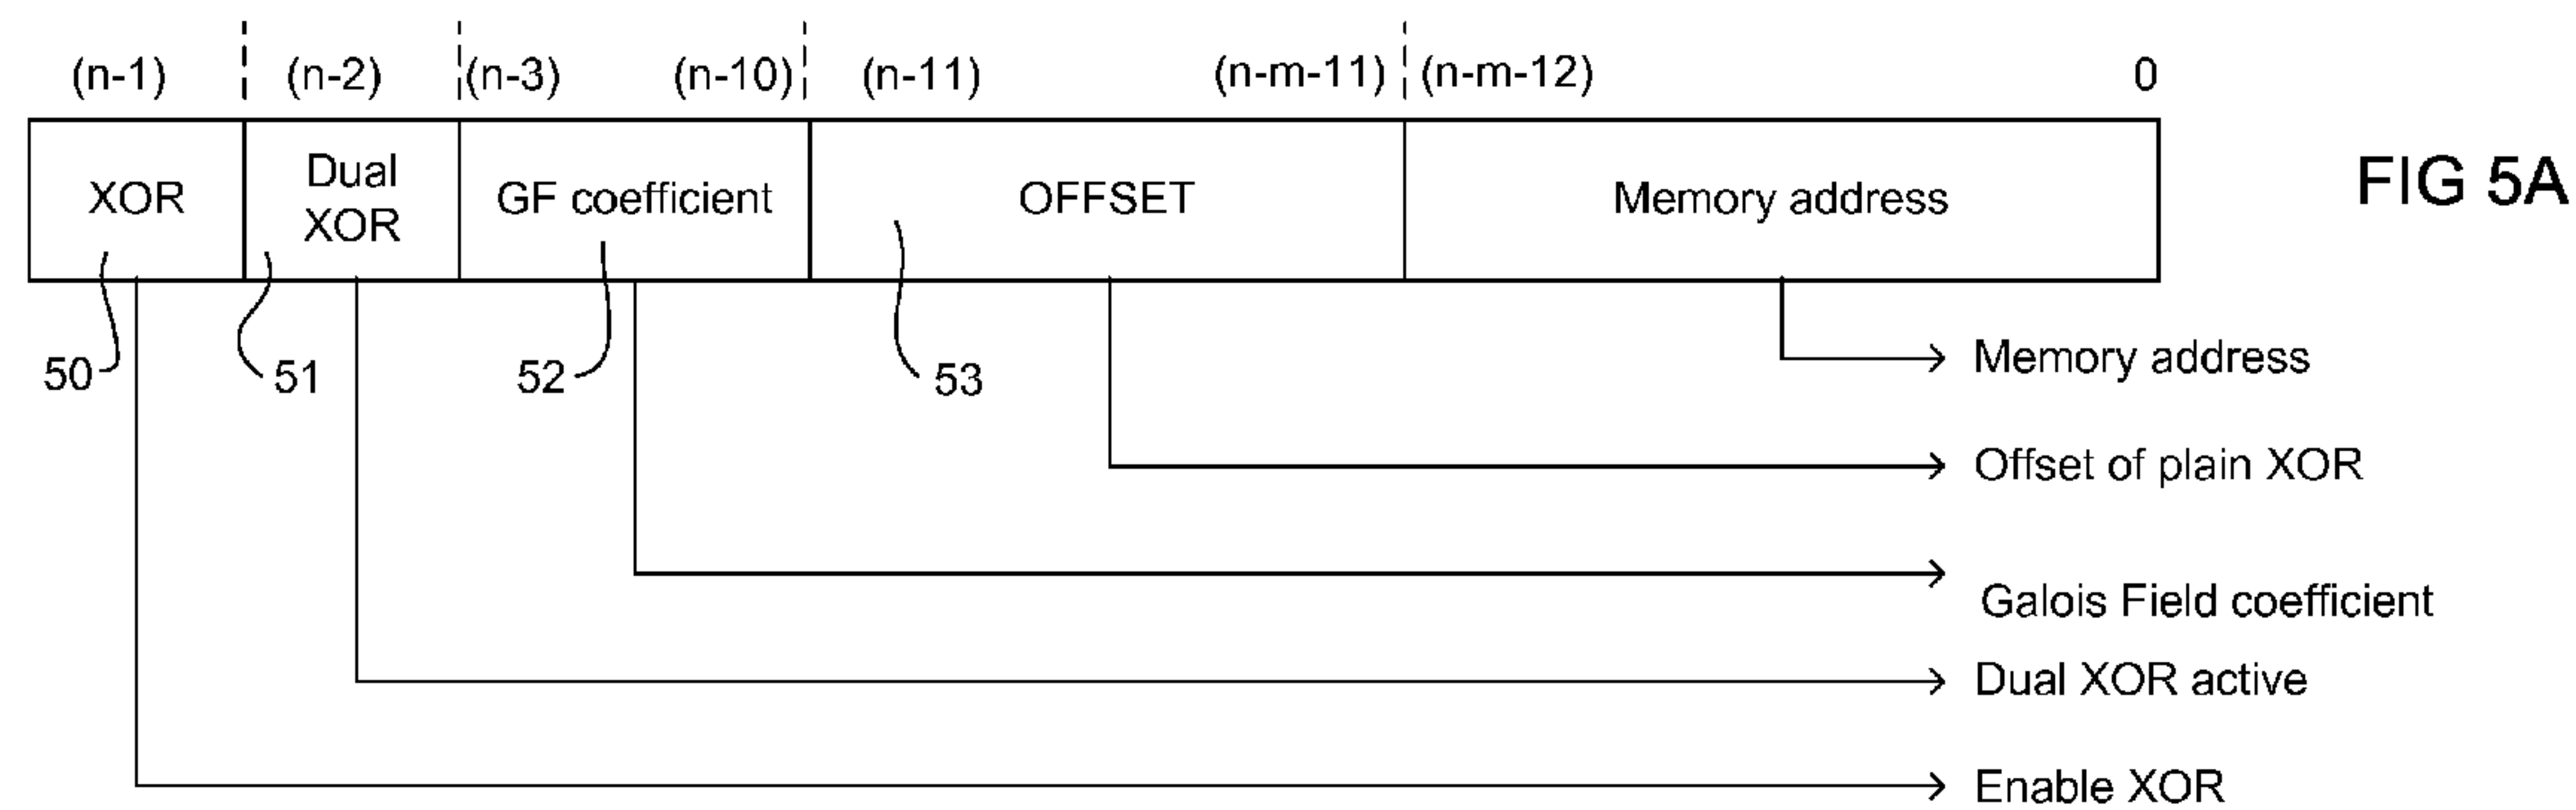 (n-1) (n-2) (n-3) (n-10) (n-11) (n-m-11) (n-m-12) 0
XOR
Dual
XOR
GF coefficient
OFFSET
Memory address
FIG 5A
50
51
52
53
Memory address
Offset of plain XOR
Galois Field coefficient
Dual XOR active
Enable XOR